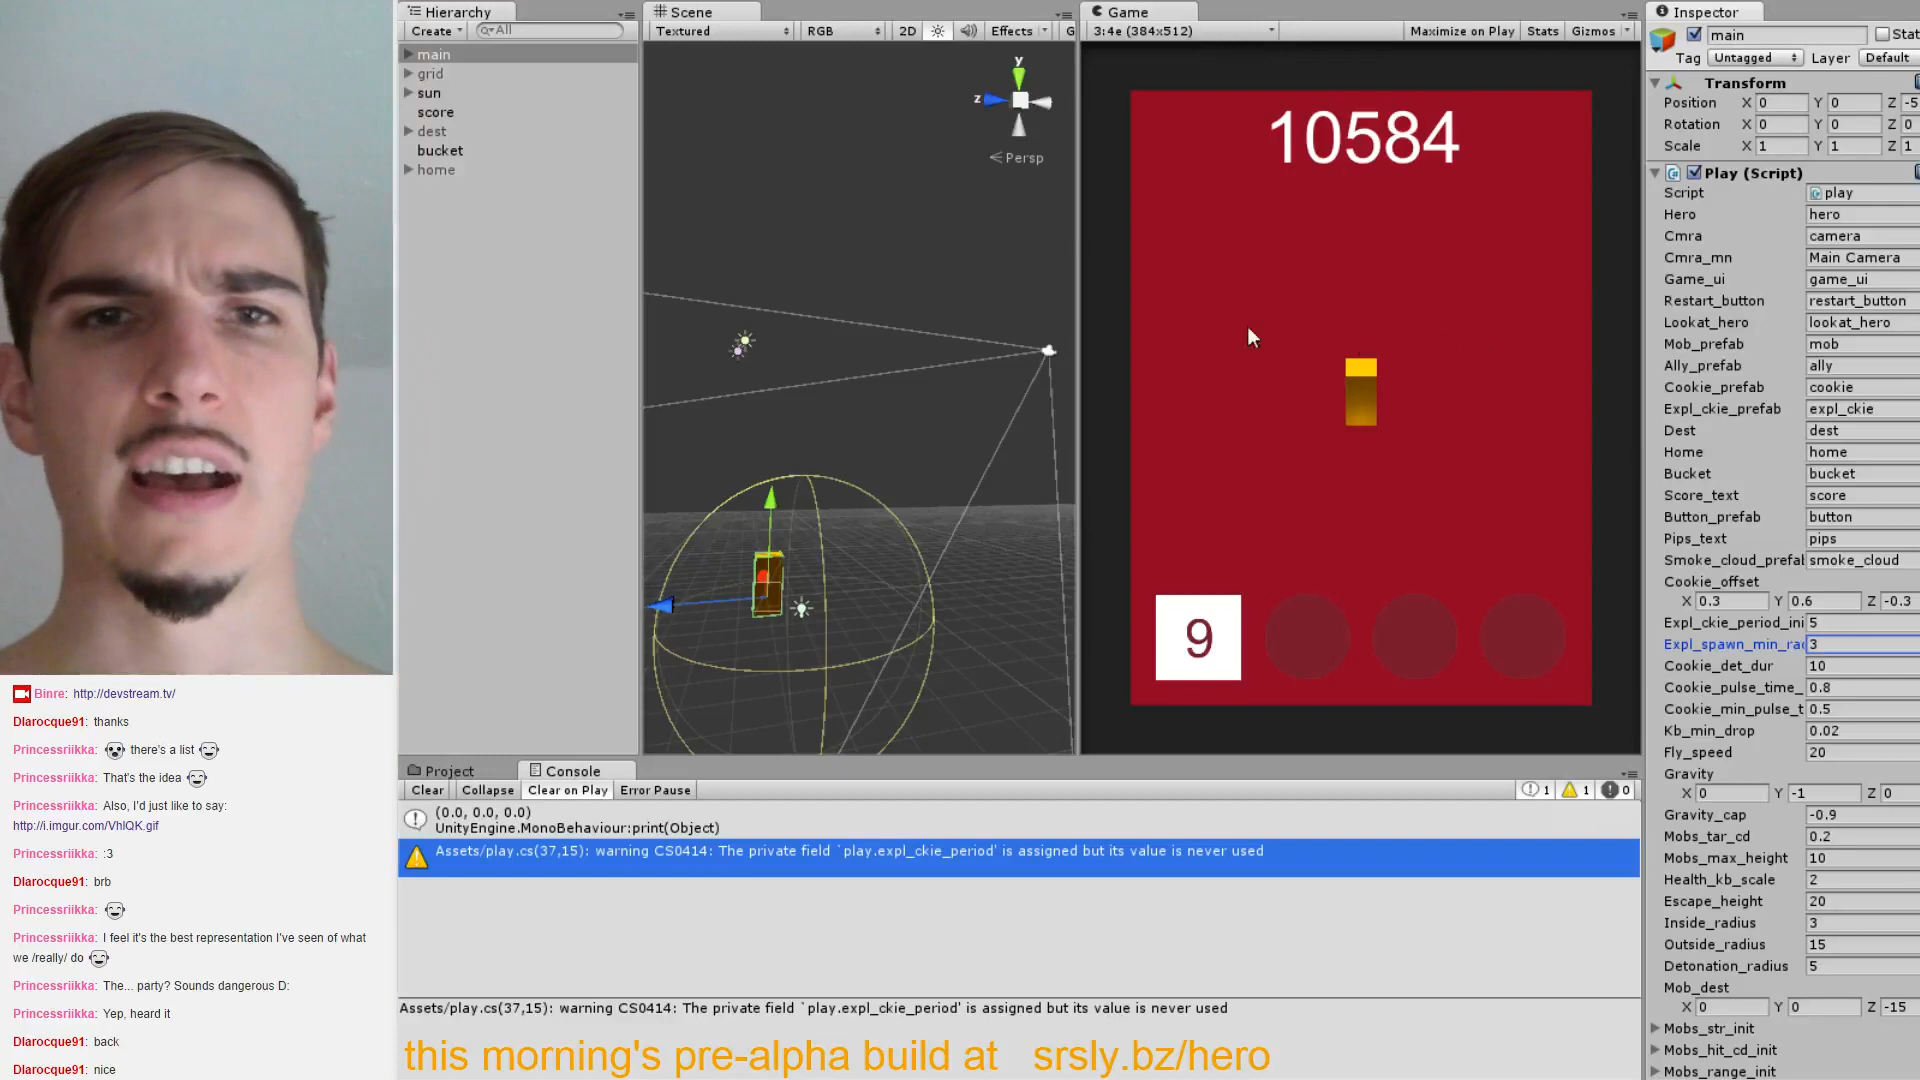 Hierarchy
Create
All
main
grid
sun
score
dest
bucket
home
Scene
Textured
RGB
2D
Effects
G
y
z
Persp
Game
3:4e (384x512)
Maximize on Play
Stats
Gizmos
10584
9
Inspector
main
Stat
Tag Untagged Layer Default
Transform
Position X 0 Y 0 Z -5
Rotation X 0 Y 0 Z 0
Scale X 1 Y 1 Z 1
Play (Script)
Script play
Hero hero
Cmra camera
Cmra_mn Main Camera
Game_ui game_ui
Restart_button restart_button
Lookat_hero lookat_hero
Mob_prefab mob
Ally_prefab ally
Cookie_prefab cookie
Expl_ckie_prefab expl_ckie
Dest dest
Home home
Bucket bucket
Score_text score
Button_prefab button
Pips_text pips
Smoke_cloud_prefal smoke_cloud
Cookie_offset
X 0.3 Y 0.6 Z -0.3
Expl_ckie_period_ini 5
Expl_spawn_min_rac 3
Cookie_det_dur 10
Cookie_pulse_time_ 0.8
Cookie_min_pulse_t 0.5
Kb_min_drop 0.02
Fly_speed 20
Gravity
X 0 Y -1 Z 0
Gravity_cap -0.9
Mobs_tar_cd 0.2
Mobs_max_height 10
Health_kb_scale 2
Escape_height 20
Inside_radius 3
Outside_radius 15
Detonation_radius 5
Mob_dest
X 0 Y 0 Z -15
Mobs_str_init
Mobs_hit_cd_init
Mobs_range_init
Project
Console
Clear
Collapse
Clear on Play
Error Pause
1
1
0
(0.0, 0.0, 0.0)
UnityEngine.MonoBehaviour:print(Object)
Assets/play.cs(37,15): warning CS0414: The private field `play.expl_ckie_period' is assigned but its value is never used
Assets/play.cs(37,15): warning CS0414: The private field `play.expl_ckie_period' is assigned but its value is never used
this morning's pre-alpha build at srsly.bz/hero
Binre: http://devstream.tv/
Dlarocque91: thanks
Princessriikka: there's a list
Princessriikka: That's the idea
Princessriikka: Also, I'd just like to say:
http://i.imgur.com/VhlQK.gif
Princessriikka: :3
Dlarocque91: brb
Princessriikka:
Princessriikka: I feel it's the best representation I've seen of what
we /really/ do
Princessriikka: The... party? Sounds dangerous D:
Princessriikka: Yep, heard it
Dlarocque91: back
Dlarocque91: nice